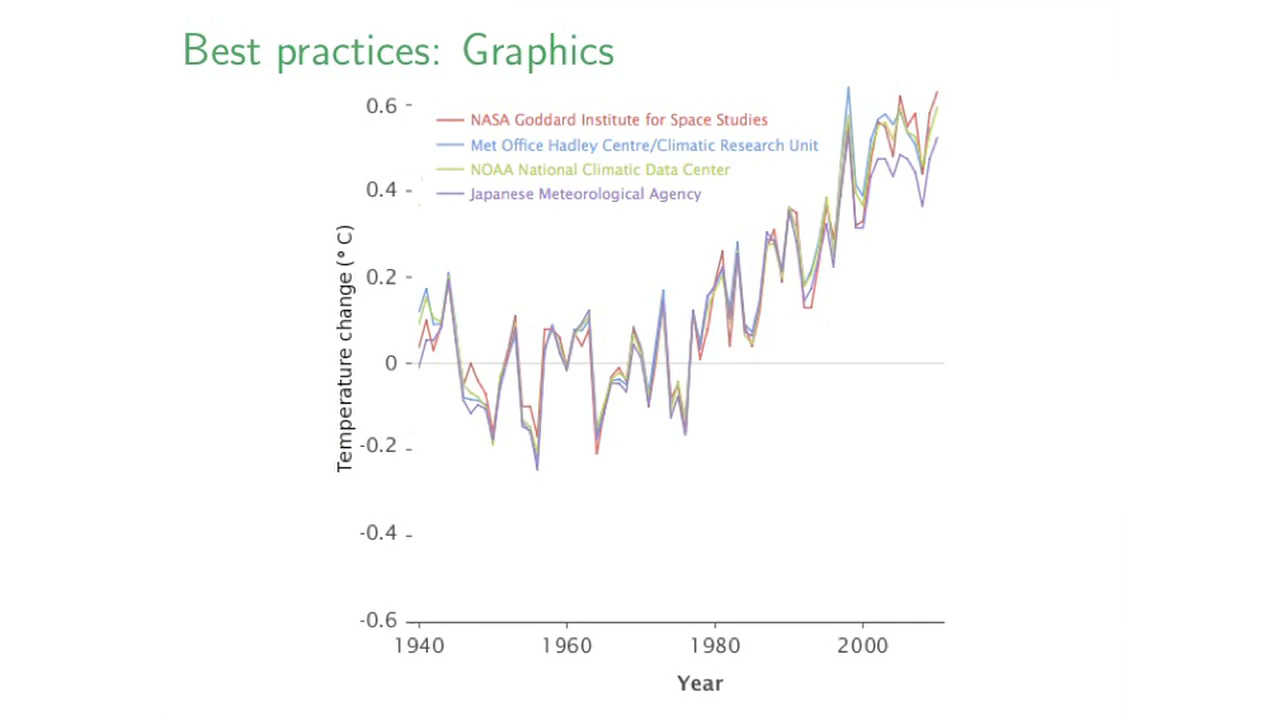 Best practices: Graphics
0.6
NASA Goddard Institute for Space Studies
Met Office Hadley Centre/Climatic Research Unit
NOAA National Climatic Data Center
0.4
Japanese Meteorological Agency
Temperature change (° C)
0.2
0
-0.2
-0.4
-0.6
1940 1960 1980 2000
Year